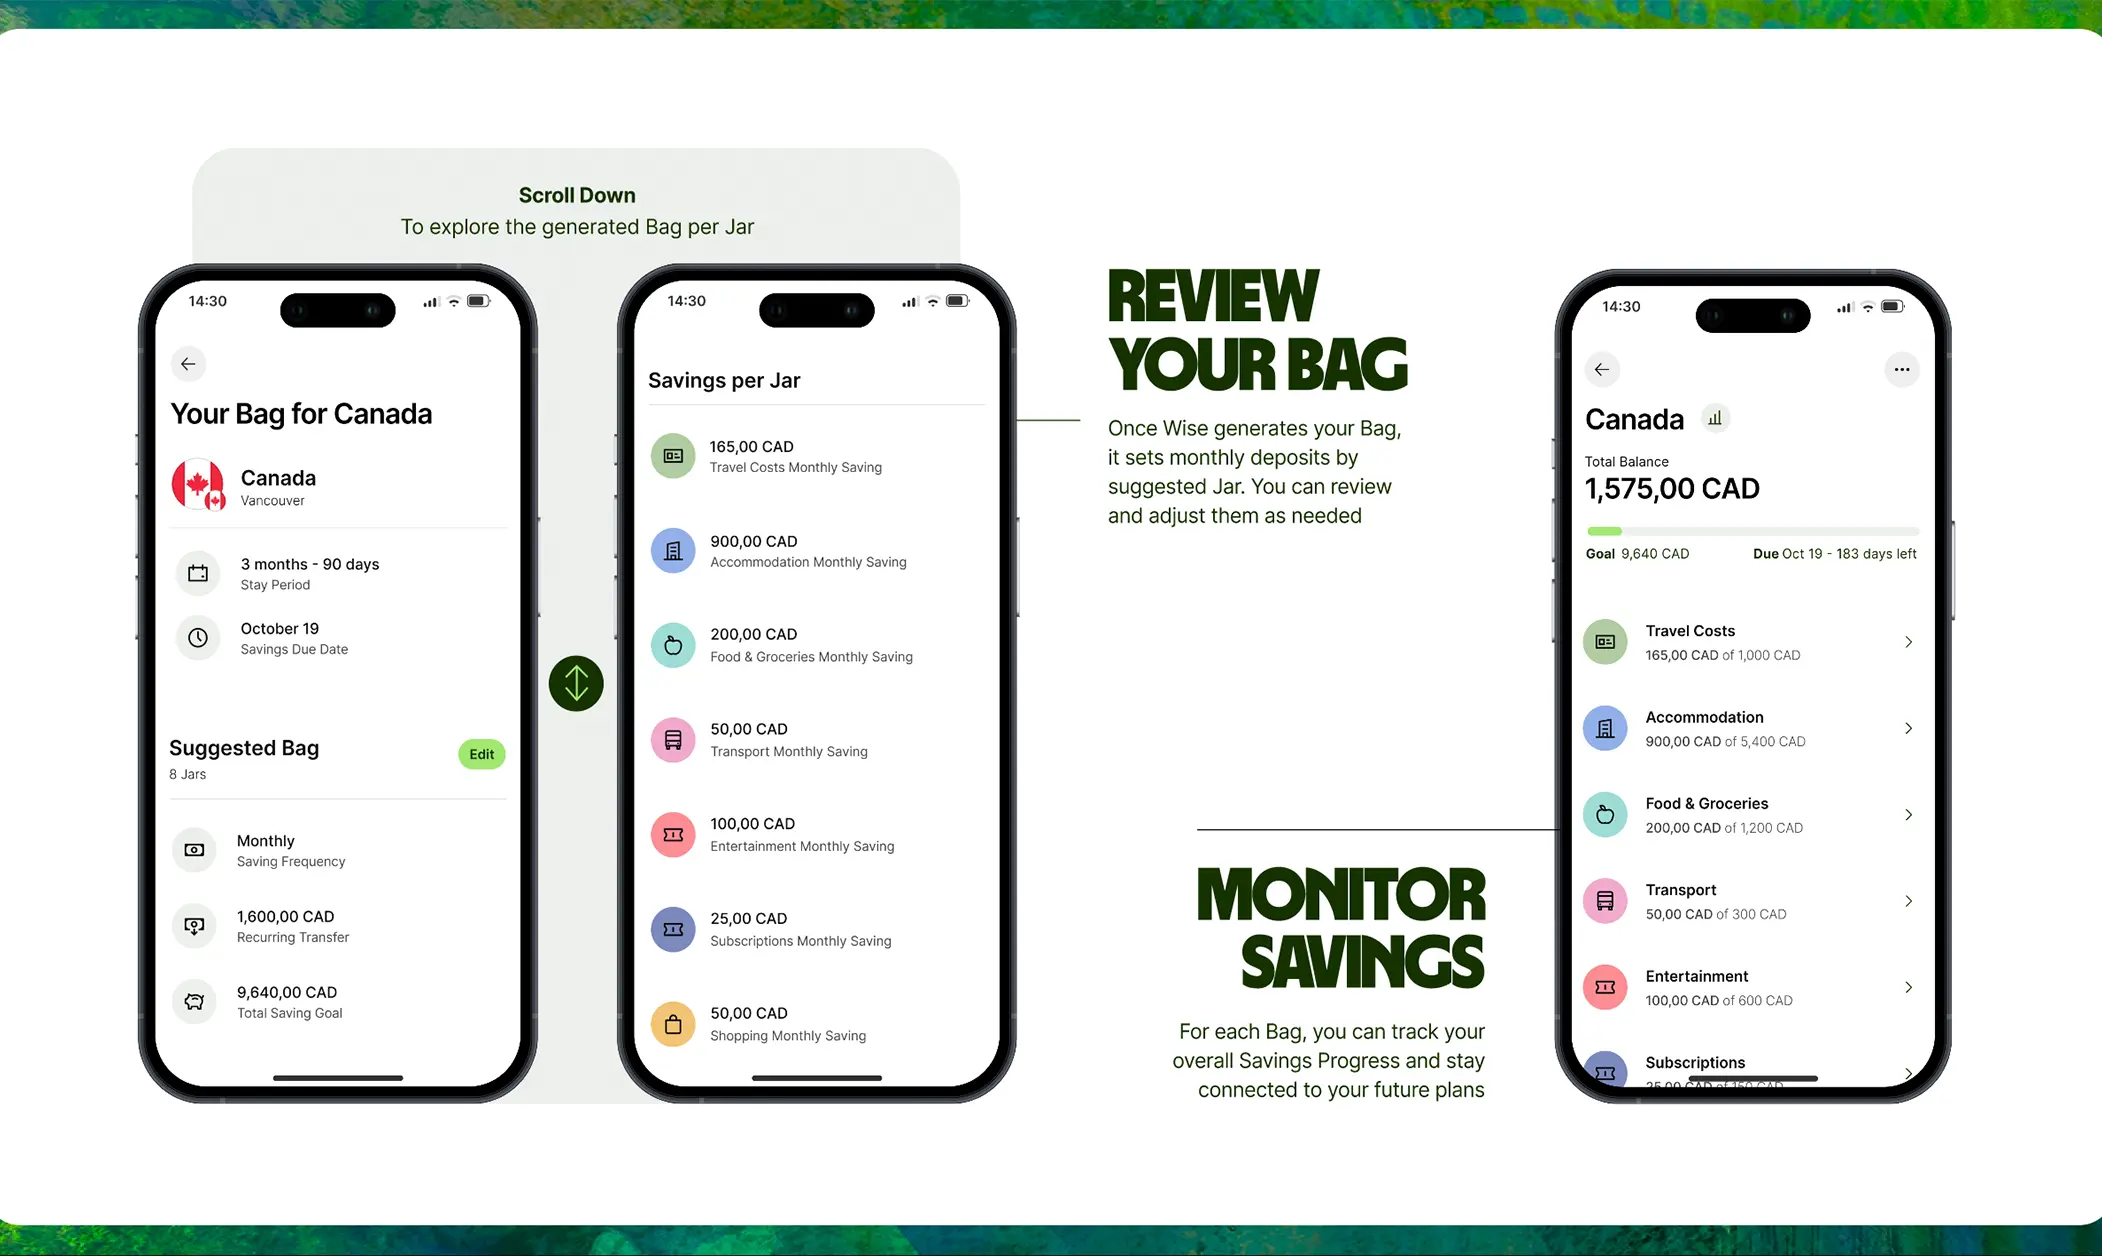 Scroll Down
To explore the generated Bag per Jar
14:30
Your Bag for Canada
Canada
Vancouver
3 months - 90 days
Stay Period
October 19
Savings Due Date
Suggested Bag
Edit
8 Jars
Monthly
Saving Frequency
1,600,00 CAD
Recurring Transfer
9,640,00 CAD
Total Saving Goal
14:30
Savings per Jar
165,00 CAD
Travel Costs Monthly Saving
900,00 CAD
Accommodation Monthly Saving
200,00 CAD
Food & Groceries Monthly Saving
50,00 CAD
Transport Monthly Saving
100,00 CAD
Entertainment Monthly Saving
25,00 CAD
Subscriptions Monthly Saving
50,00 CAD
Shopping Monthly Saving
REVIEW
YOUR BAG
Once Wise generates your Bag,
it sets monthly deposits by
suggested Jar. You can review
and adjust them as needed
MONITOR
SAVINGS
For each Bag, you can track your
overall Savings Progress and stay
connected to your future plans
14:30
Canada
Total Balance
1,575,00 CAD
Goal 9,640 CAD
Due Oct 19 - 183 days left
Travel Costs
165,00 CAD of 1,000 CAD
Accommodation
900,00 CAD of 5,400 CAD
Food & Groceries
200,00 CAD of 1,200 CAD
Transport
50,00 CAD of 300 CAD
Entertainment
100,00 CAD of 600 CAD
Subscriptions
25,00 CAD of 150 CAD